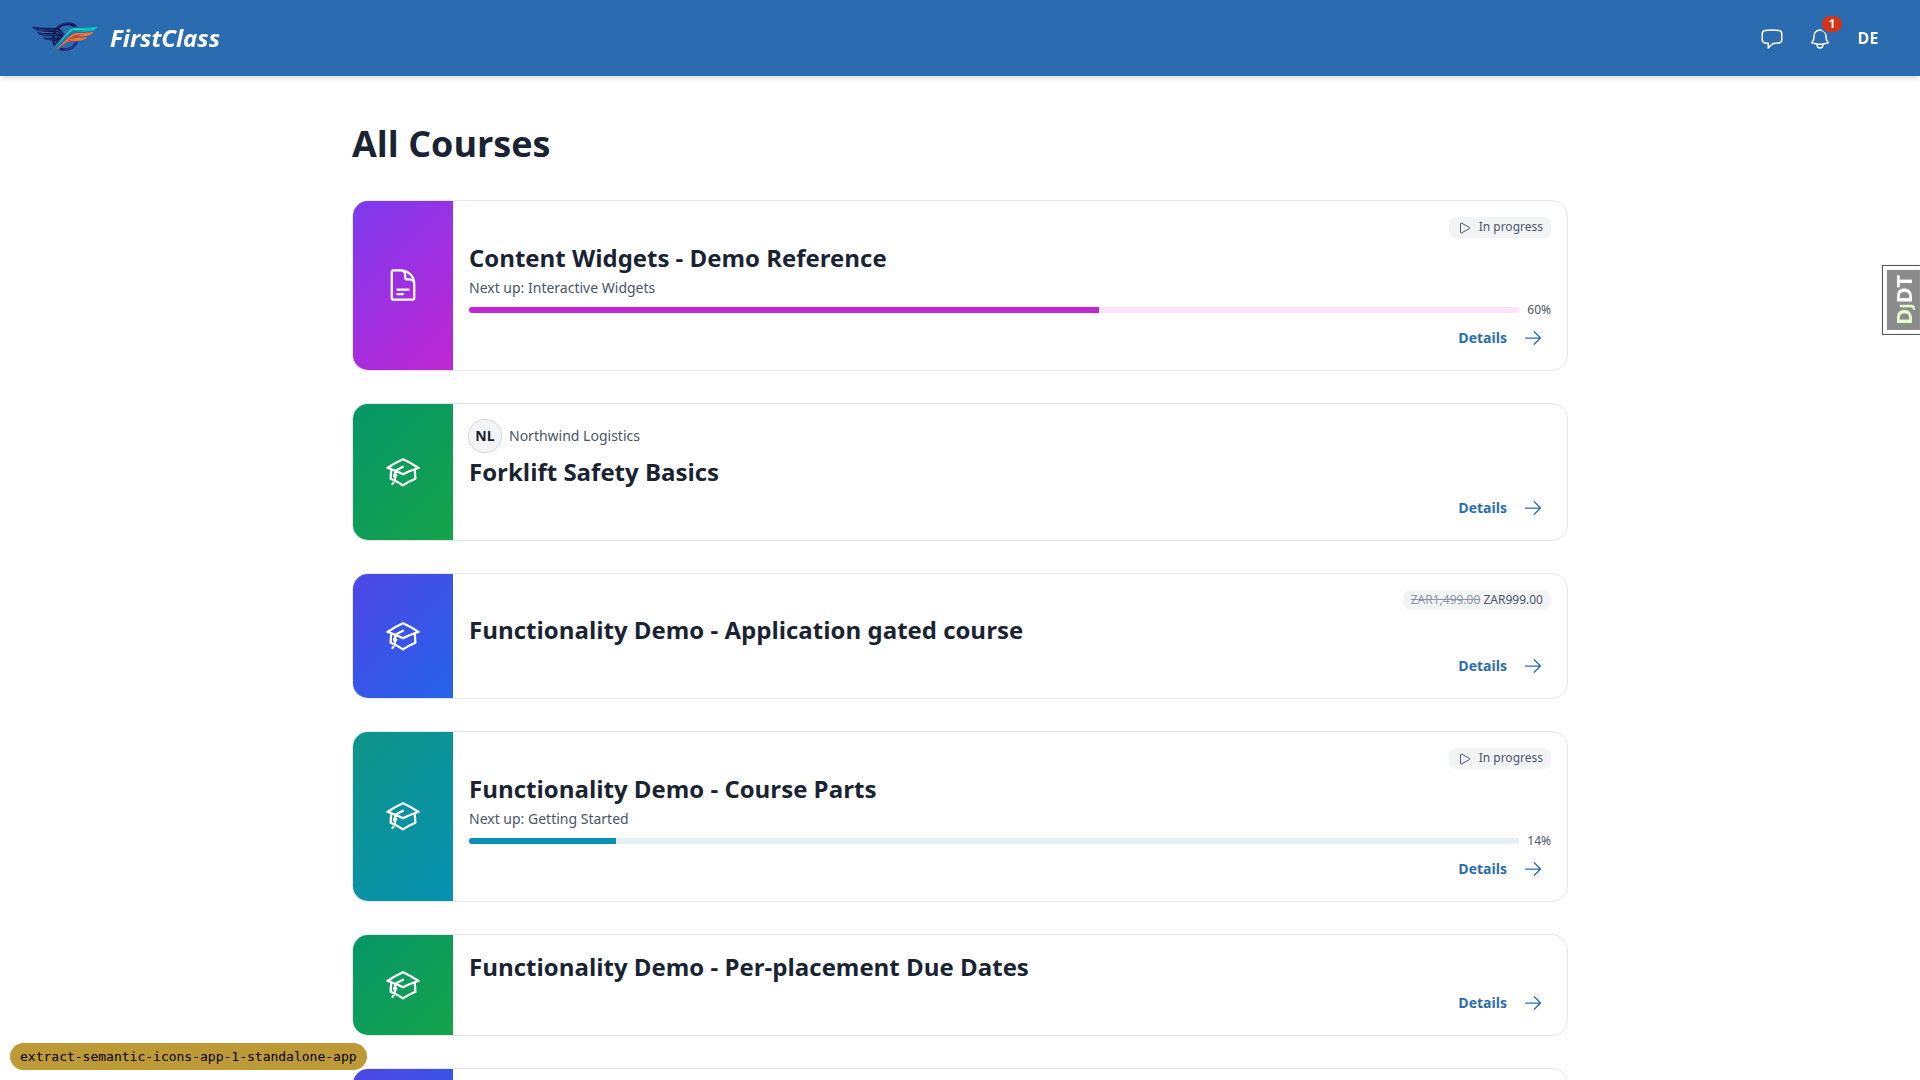 FirstClass
1
DE
All Courses
In progress
Content Widgets - Demo Reference
Next up: Interactive Widgets
60%
Details
NL Northwind Logistics
Forklift Safety Basics
Details
ZAR1,499.00 ZAR999.00
Functionality Demo - Application gated course
Details
In progress
Functionality Demo - Course Parts
Next up: Getting Started
14%
Details
Functionality Demo - Per-placement Due Dates
Details
DJDT
extract-semantic-icons-app-1-standalone-app